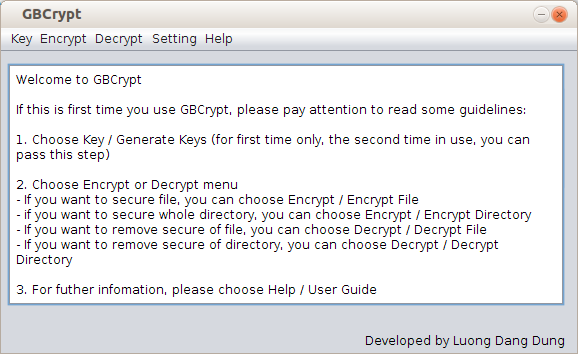 GBCrypt
Key Encrypt Decrypt Setting Help
Welcome to GBCrypt
If this is first time you use GBCrypt, please pay attention to read some guidelines:
1. Choose Key / Generate Keys (for first time only, the second time in use, you can
pass this step)
2. Choose Encrypt or Decrypt menu
- If you want to secure file, you can choose Encrypt / Encrypt File
- if you want to secure whole directory, you can choose Encrypt / Encrypt Directory
- If you want to remove secure of file, you can choose Decrypt / Decrypt File
- If you want to remove secure of directory, you can choose Decrypt / Decrypt
Directory
3. For futher infomation, please choose Help / User Guide
Developed by Luong Dang Dung